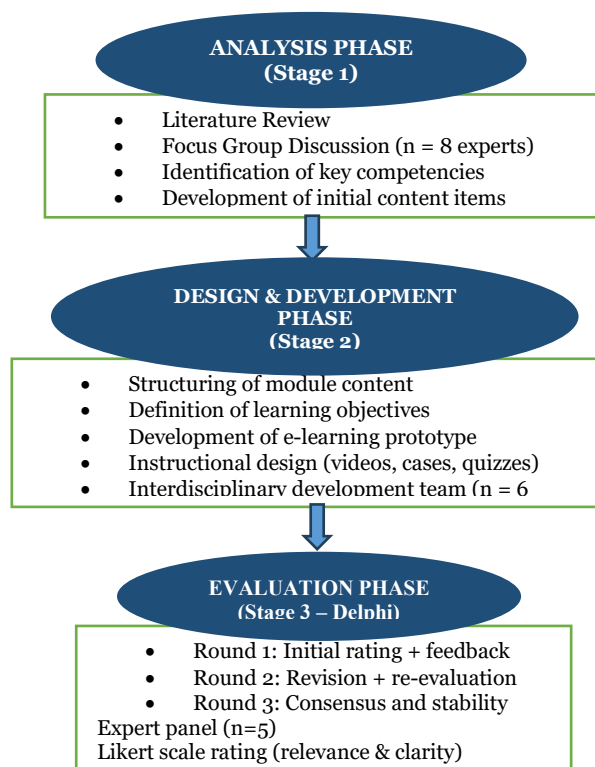 ANALYSIS PHASE
(Stage 1)
• Literature Review
• Focus Group Discussion (n = 8 experts)
• Identification of key competencies
• Development of initial content items
DESIGN & DEVELOPMENT
PHASE
(Stage 2)
• Structuring of module content
• Definition of learning objectives
• Development of e-learning prototype
• Instructional design (videos, cases, quizzes)
• Interdisciplinary development team (n = 6
EVALUATION PHASE
(Stage 3 – Delphi)
• Round 1: Initial rating + feedback
• Round 2: Revision + re-evaluation
• Round 3: Consensus and stability
Expert panel (n=5)
Likert scale rating (relevance & clarity)